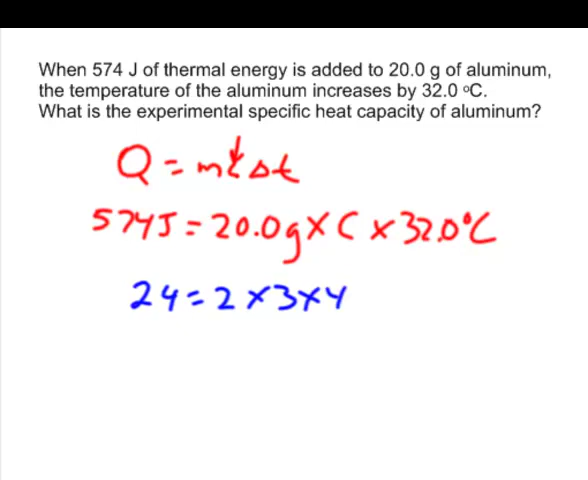 When 574 J of thermal energy is added to 20.0 g of aluminum,
the temperature of the aluminum increases by 32.0 ºC.
What is the experimental specific heat capacity of aluminum?
Q = m Δt
574J = 20.0g × C × 32.0°C
24 = 2 × 3 × 4